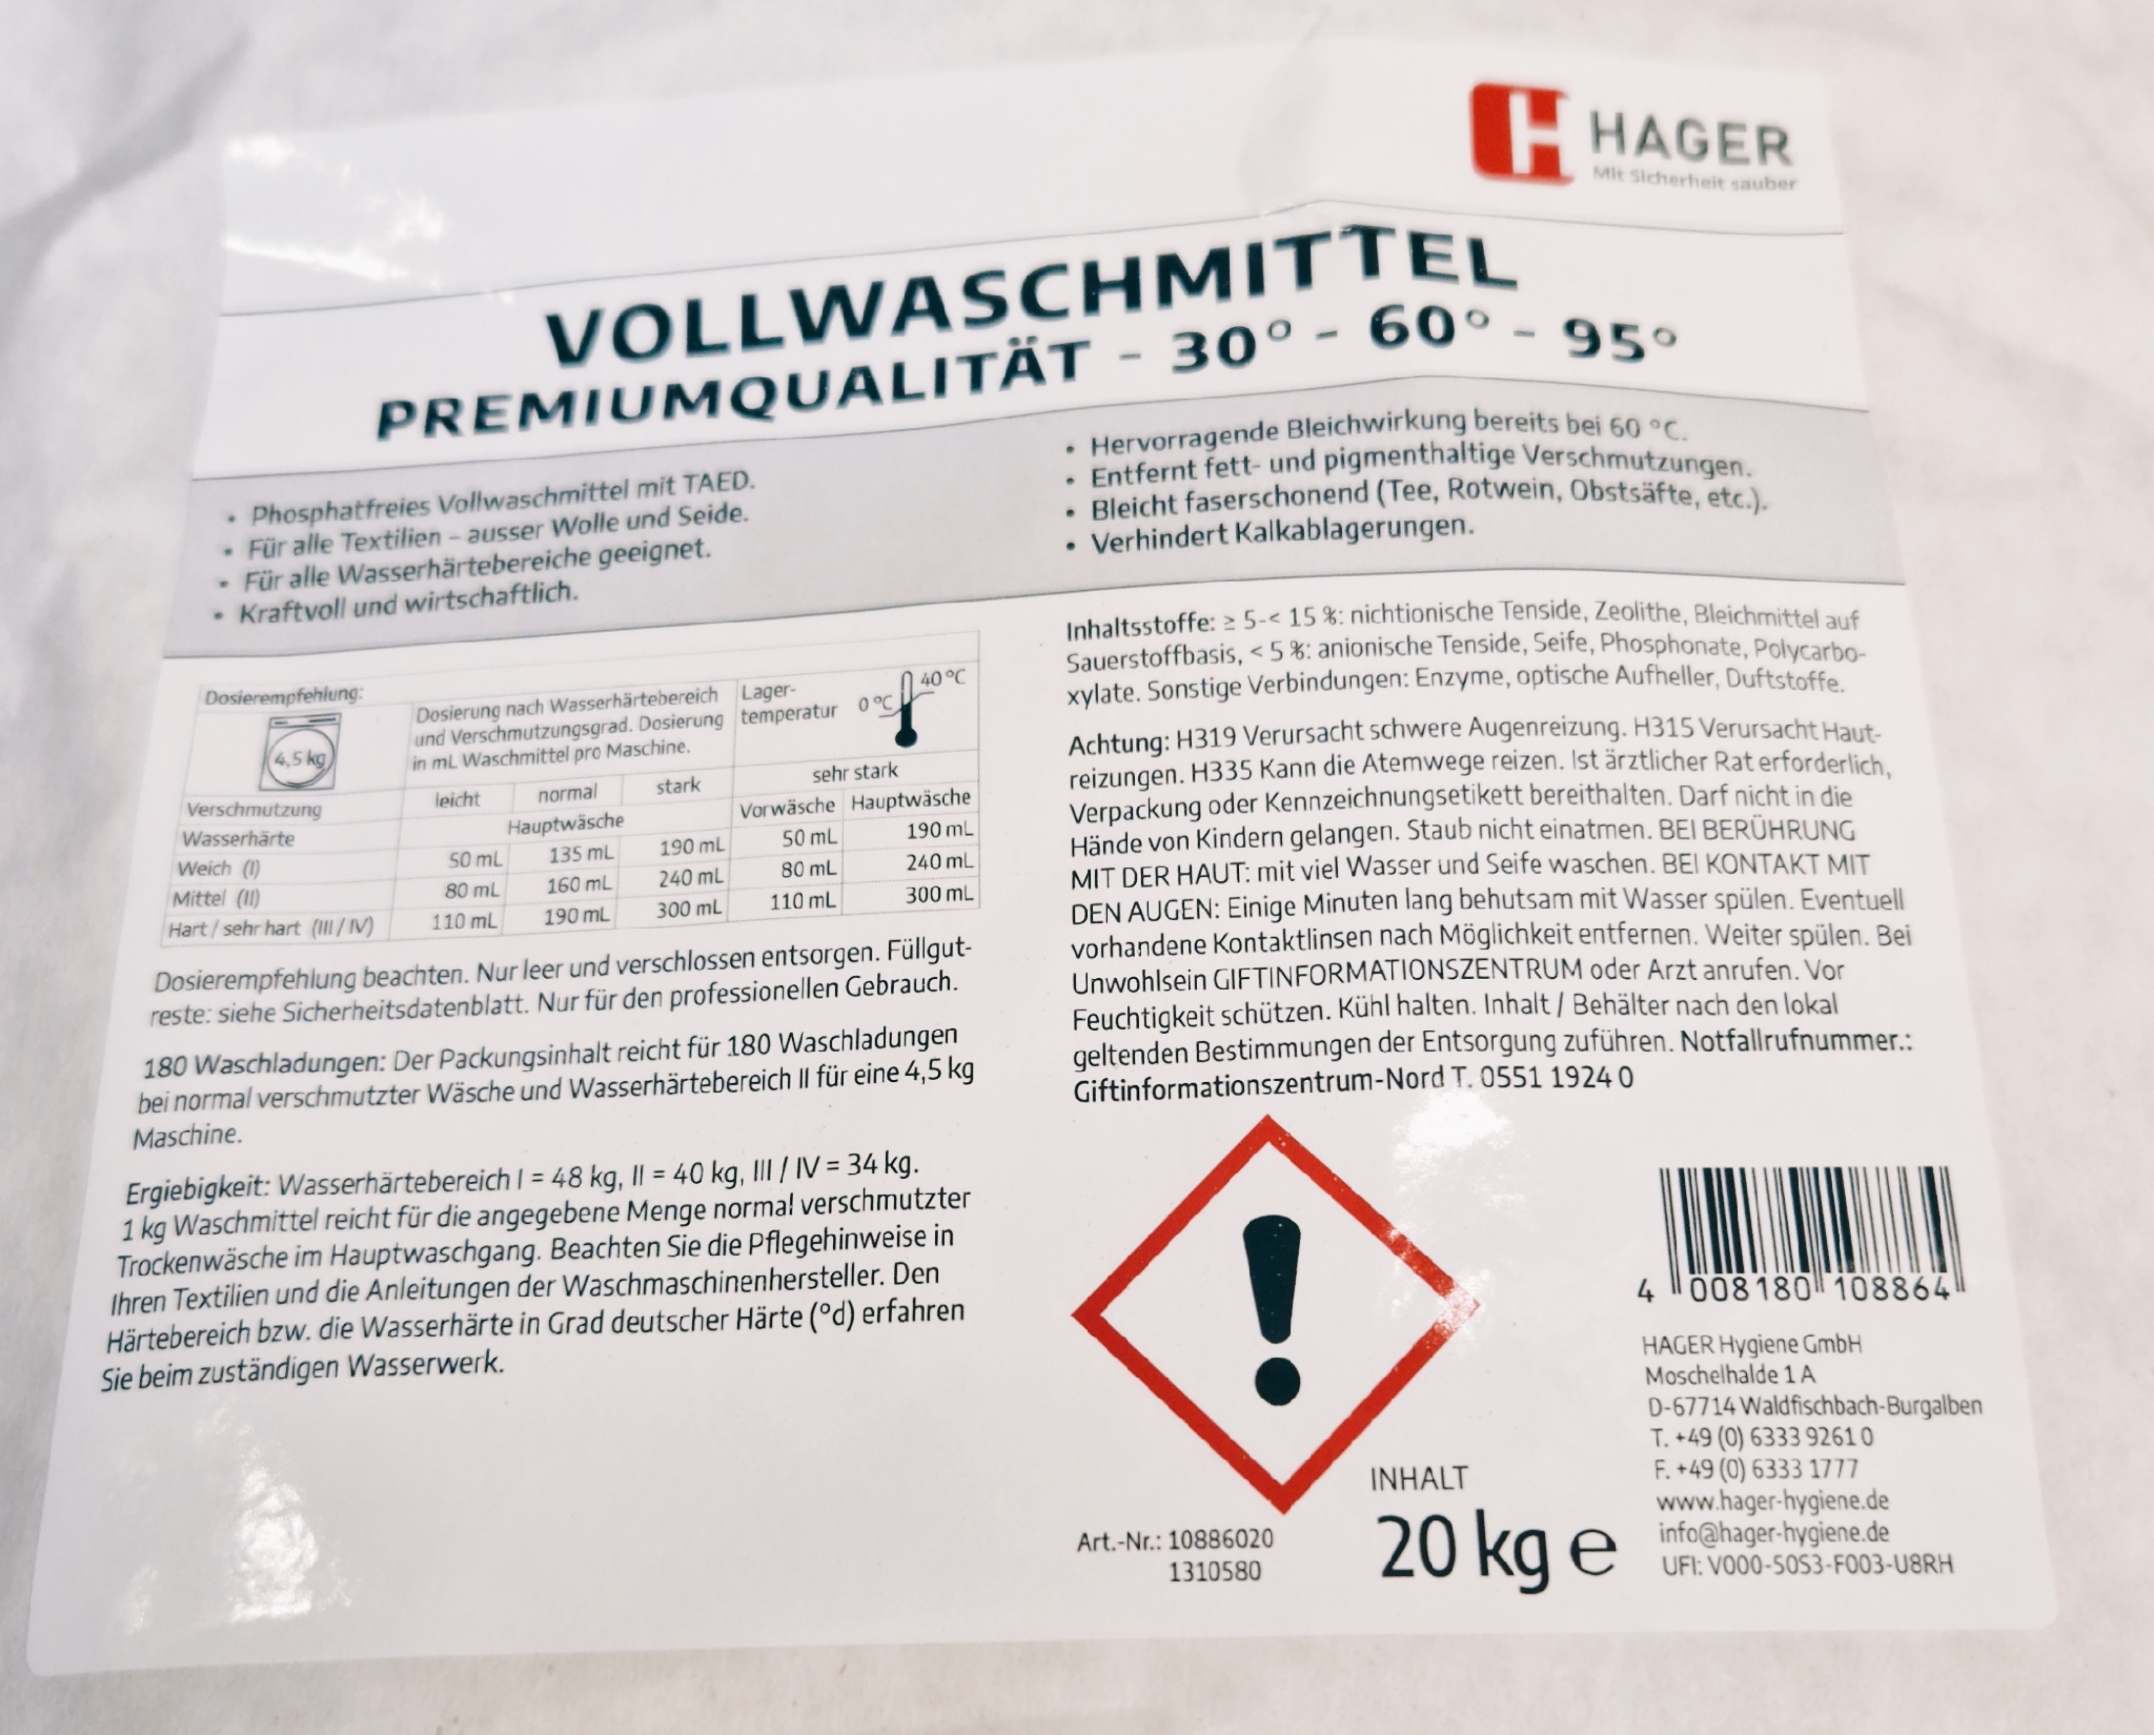 HAGER
Mit Sicherheit sauber
VOLLWASCHMITTEL
PREMIUMQUALITÄT - 30° - 60° - 95°
• Phosphatfreies Vollwaschmittel mit TAED.
• Für alle Textilien – ausser Wolle und Seide.
• Für alle Wasserhärtebereiche geeignet.
• Kraftvoll und wirtschaftlich.
• Hervorragende Bleichwirkung bereits bei 60 °C.
• Entfernt fett- und pigmenthaltige Verschmutzungen.
• Bleicht faserschonend (Tee, Rotwein, Obstsäfte, etc.).
• Verhindert Kalkablagerungen.
Dosierempfehlung:
4,5 kg
Dosierung nach Wasserhärtebereich
und Verschmutzungsgrad. Dosierung
in mL Waschmittel pro Maschine.
Lager-
temperatur 0 °C 40 °C
Verschmutzung leicht normal stark sehr stark
Wasserhärte Hauptwäsche Vorwäsche Hauptwäsche
Weich (I) 50 mL 135 mL 190 mL 50 mL 190 mL
Mittel (II) 80 mL 160 mL 240 mL 80 mL 240 mL
Hart / sehr hart (III / IV) 110 mL 190 mL 300 mL 110 mL 300 mL
Dosierempfehlung beachten. Nur leer und verschlossen entsorgen. Füllgut-
reste: siehe Sicherheitsdatenblatt. Nur für den professionellen Gebrauch.
180 Waschladungen: Der Packungsinhalt reicht für 180 Waschladungen
bei normal verschmutzter Wäsche und Wasserhärtebereich II für eine 4,5 kg
Maschine.
Ergiebigkeit: Wasserhärtebereich I = 48 kg, II = 40 kg, III / IV = 34 kg.
1 kg Waschmittel reicht für die angegebene Menge normal verschmutzter
Trockenwäsche im Hauptwaschgang. Beachten Sie die Pflegehinweise in
Ihren Textilien und die Anleitungen der Waschmaschinenhersteller. Den
Härtebereich bzw. die Wasserhärte in Grad deutscher Härte (°d) erfahren
Sie beim zuständigen Wasserwerk.
Inhaltsstoffe: ≥ 5-< 15 %: nichtionische Tenside, Zeolithe, Bleichmittel auf
Sauerstoffbasis, < 5 %: anionische Tenside, Seife, Phosphonate, Polycarbo-
xylate. Sonstige Verbindungen: Enzyme, optische Aufheller, Duftstoffe.
Achtung: H319 Verursacht schwere Augenreizung. H315 Verursacht Haut-
reizungen. H335 Kann die Atemwege reizen. Ist ärztlicher Rat erforderlich,
Verpackung oder Kennzeichnungsetikett bereithalten. Darf nicht in die
Hände von Kindern gelangen. Staub nicht einatmen. BEI BERÜHRUNG
MIT DER HAUT: mit viel Wasser und Seife waschen. BEI KONTAKT MIT
DEN AUGEN: Einige Minuten lang behutsam mit Wasser spülen. Eventuell
vorhandene Kontaktlinsen nach Möglichkeit entfernen. Weiter spülen. Bei
Unwohlsein GIFTINFORMATIONSZENTRUM oder Arzt anrufen. Vor
Feuchtigkeit schützen. Kühl halten. Inhalt / Behälter nach den lokal
geltenden Bestimmungen der Entsorgung zuführen. Notfallrufnummer.:
Giftinformationszentrum-Nord T. 0551 1924 0
4 008180 108864
HAGER Hygiene GmbH
Moschelhalde 1 A
D-67714 Waldfischbach-Burgalben
T. +49 (0) 6333 9261 0
F. +49 (0) 6333 1777
www.hager-hygiene.de
info@hager-hygiene.de
UFI: V000-S0S3-F003-U8RH
INHALT
20 kg e
Art.-Nr.: 10886020
1310580